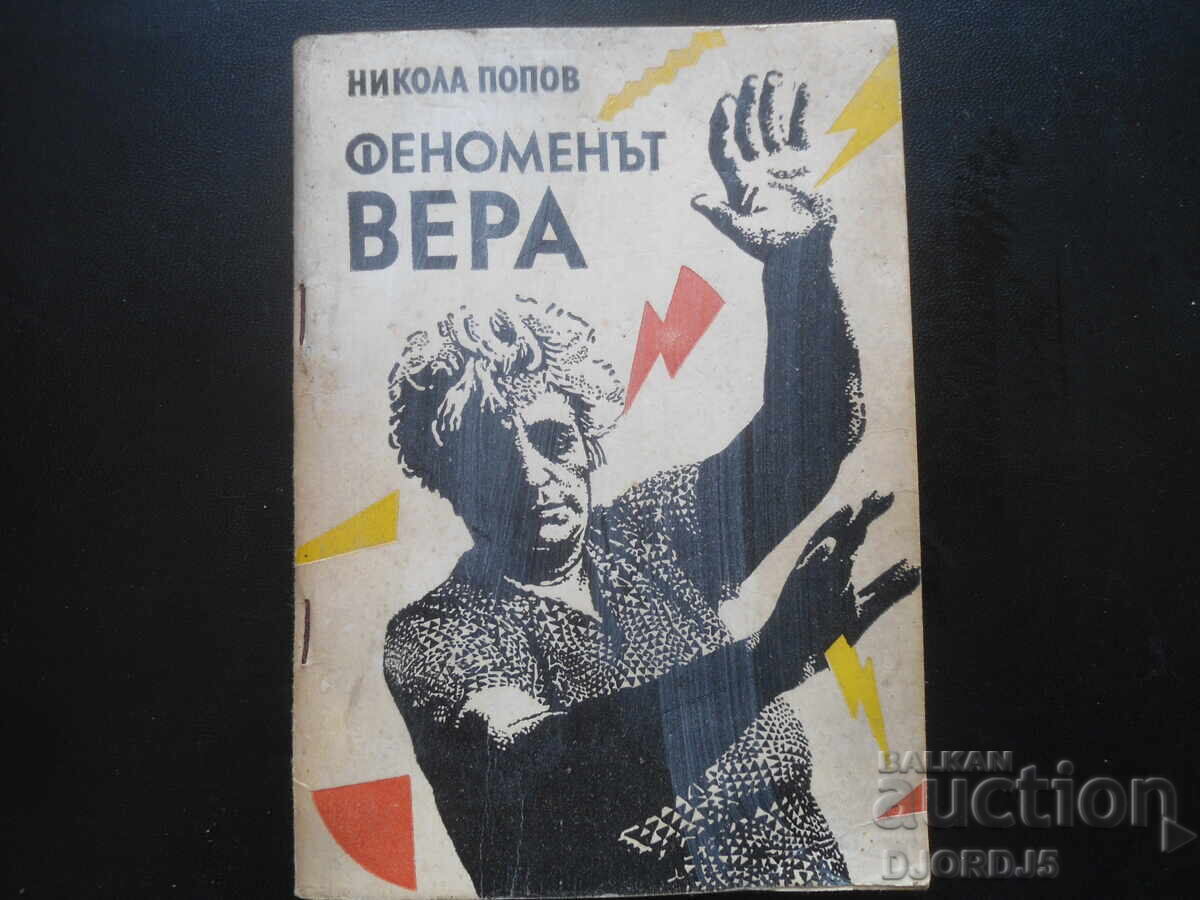 НИКОЛА ПОПОВ
ФЕНОМЕНЪТ
ВЕРА
BALKAN
auction
DJORDJ5